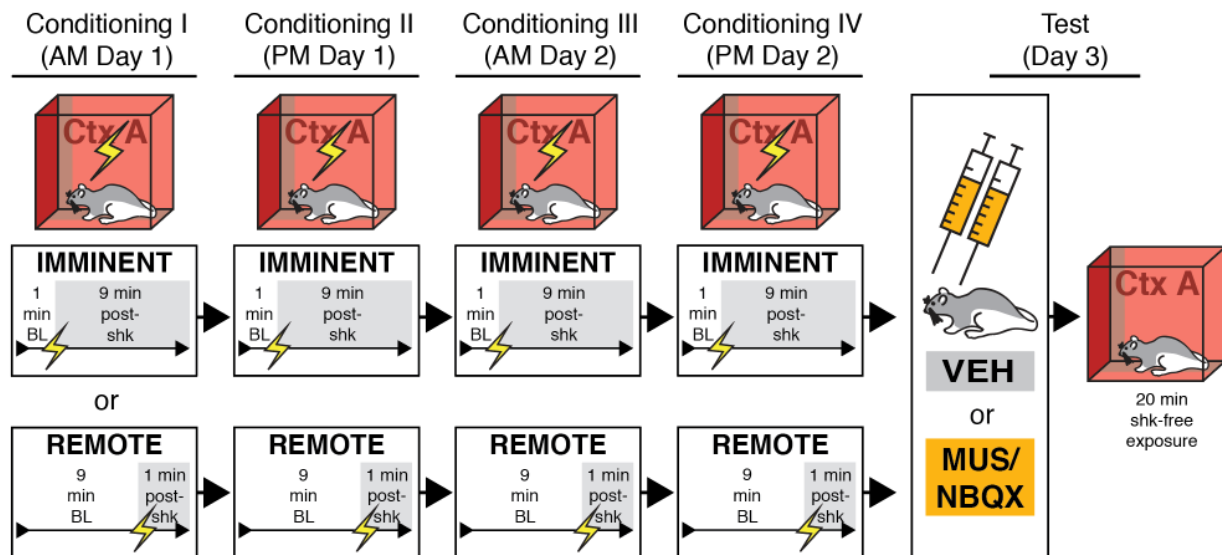 Conditioning I
(AM Day 1)
Conditioning II
(PM Day 1)
Conditioning III
(AM Day 2)
Conditioning IV
(PM Day 2)
Test
(Day 3)
Ctx A
Ctx A
Ctx A
Ctx A
IMMINENT
1
min
BL
9 min
post-
shk
IMMINENT
1
min
BL
9 min
post-
shk
IMMINENT
1
min
BL
9 min
post-
shk
IMMINENT
1
min
BL
9 min
post-
shk
or
REMOTE
9
min
BL
1 min
post-
shk
REMOTE
9
min
BL
1 min
post-
shk
REMOTE
9
min
BL
1 min
post-
shk
REMOTE
9
min
BL
1 min
post-
shk
VEH
or
MUS/
NBQX
Ctx A
20 min
shk-free
exposure